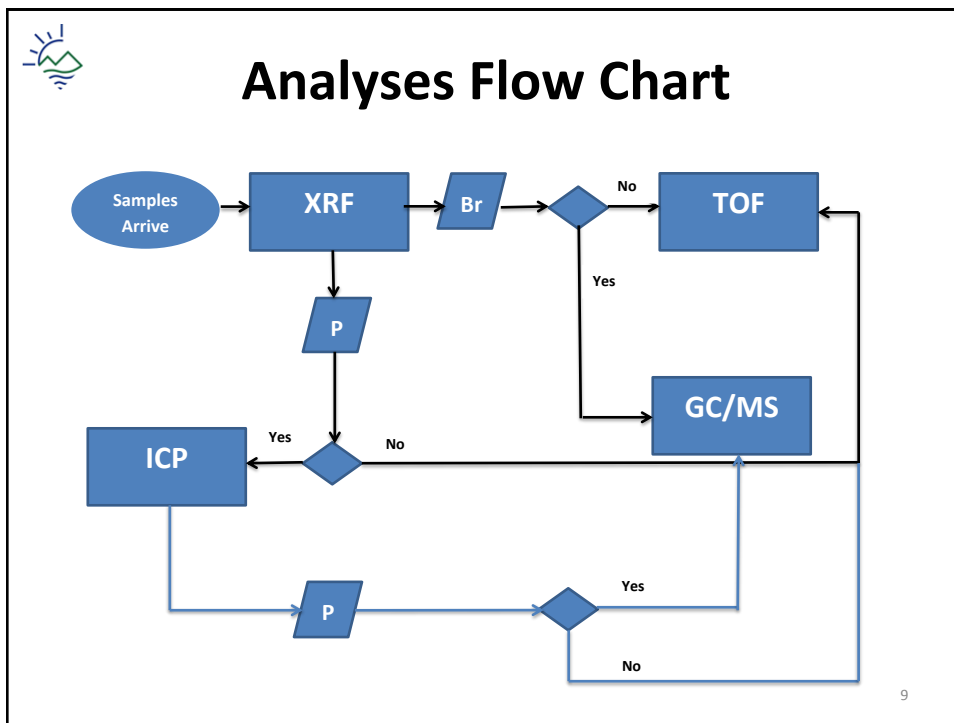 Analyses Flow Chart
Samples
Arrive
XRF
Br
No
TOF
Yes
P
GC/MS
Yes
No
ICP
P
Yes
No
9